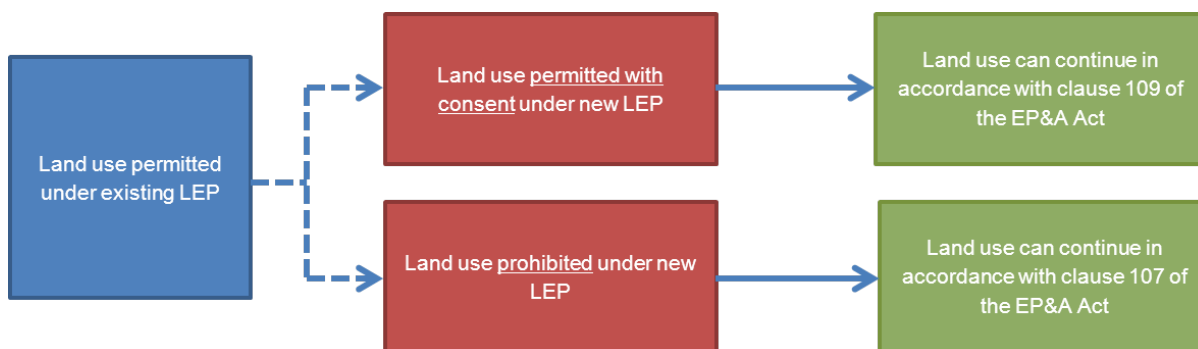 Land use permitted
under existing LEP
Land use permitted with
consent under new LEP
Land use can continue in
accordance with clause 109 of
the EP&A Act
Land use prohibited under new
LEP
Land use can continue in
accordance with clause 107 of
the EP&A Act